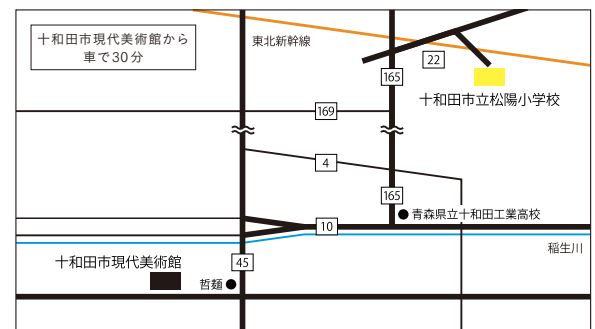 十和田市現代美術館から
車で30分
東北新幹線
22
165
十和田市立松陽小学校
169
4
165
青森県立十和田工業高校
10
稲生川
十和田市現代美術館
45
哲麺